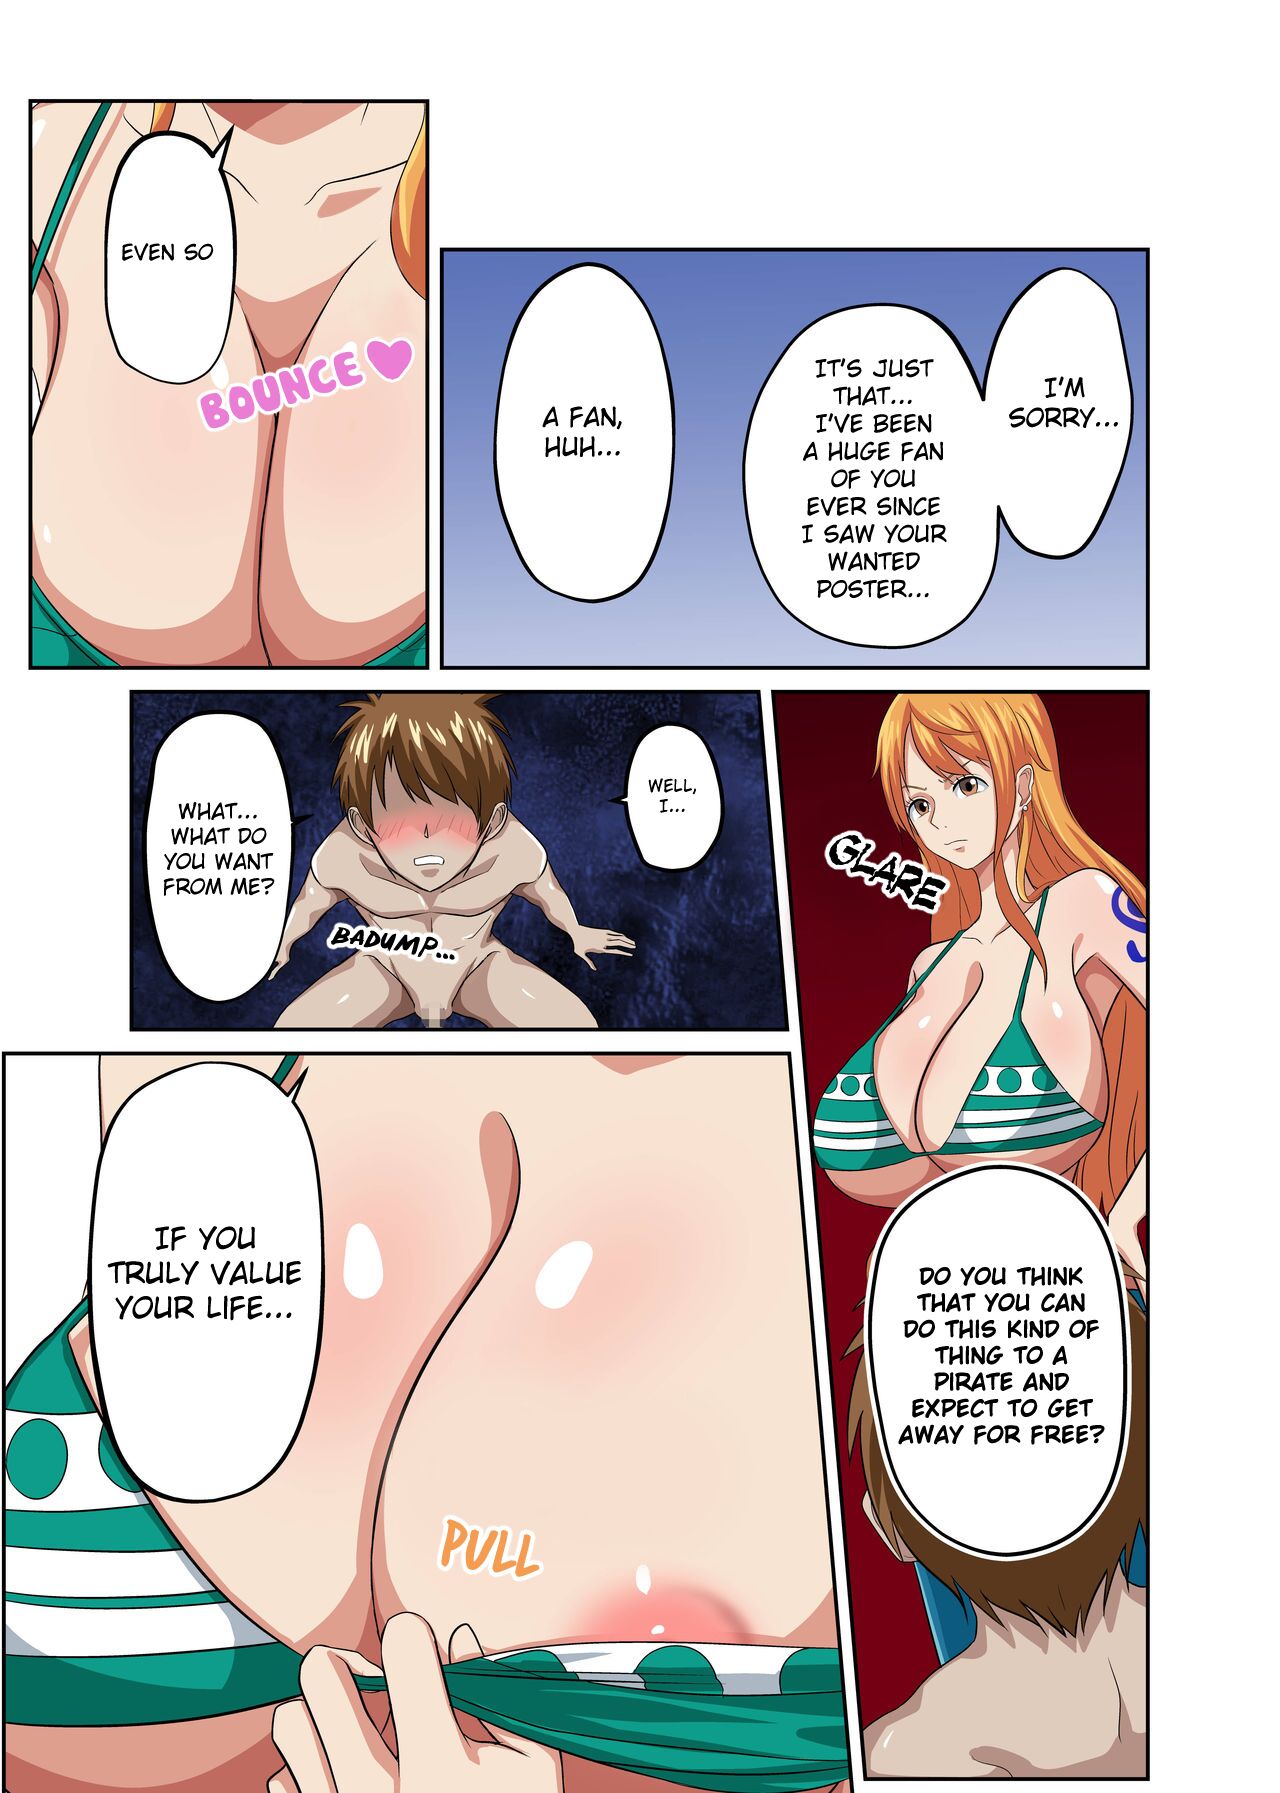 I'M
SORRY...
IT'S JUST
THAT...
I'VE BEEN
A HUGE FAN
OF YOU
EVER SINCE
I SAW YOUR
WANTED
POSTER...
A FAN,
HUH...
EVEN SO
BOUNCE♥
GLARE
DO YOU THINK
THAT YOU CAN
DO THIS KIND OF
THING TO A
PIRATE AND
EXPECT TO GET
AWAY FOR FREE?
WELL,
I...
BADUMP...
WHAT...
WHAT DO
YOU WANT
FROM ME?
IF YOU
TRULY VALUE
YOUR LIFE...
PULL